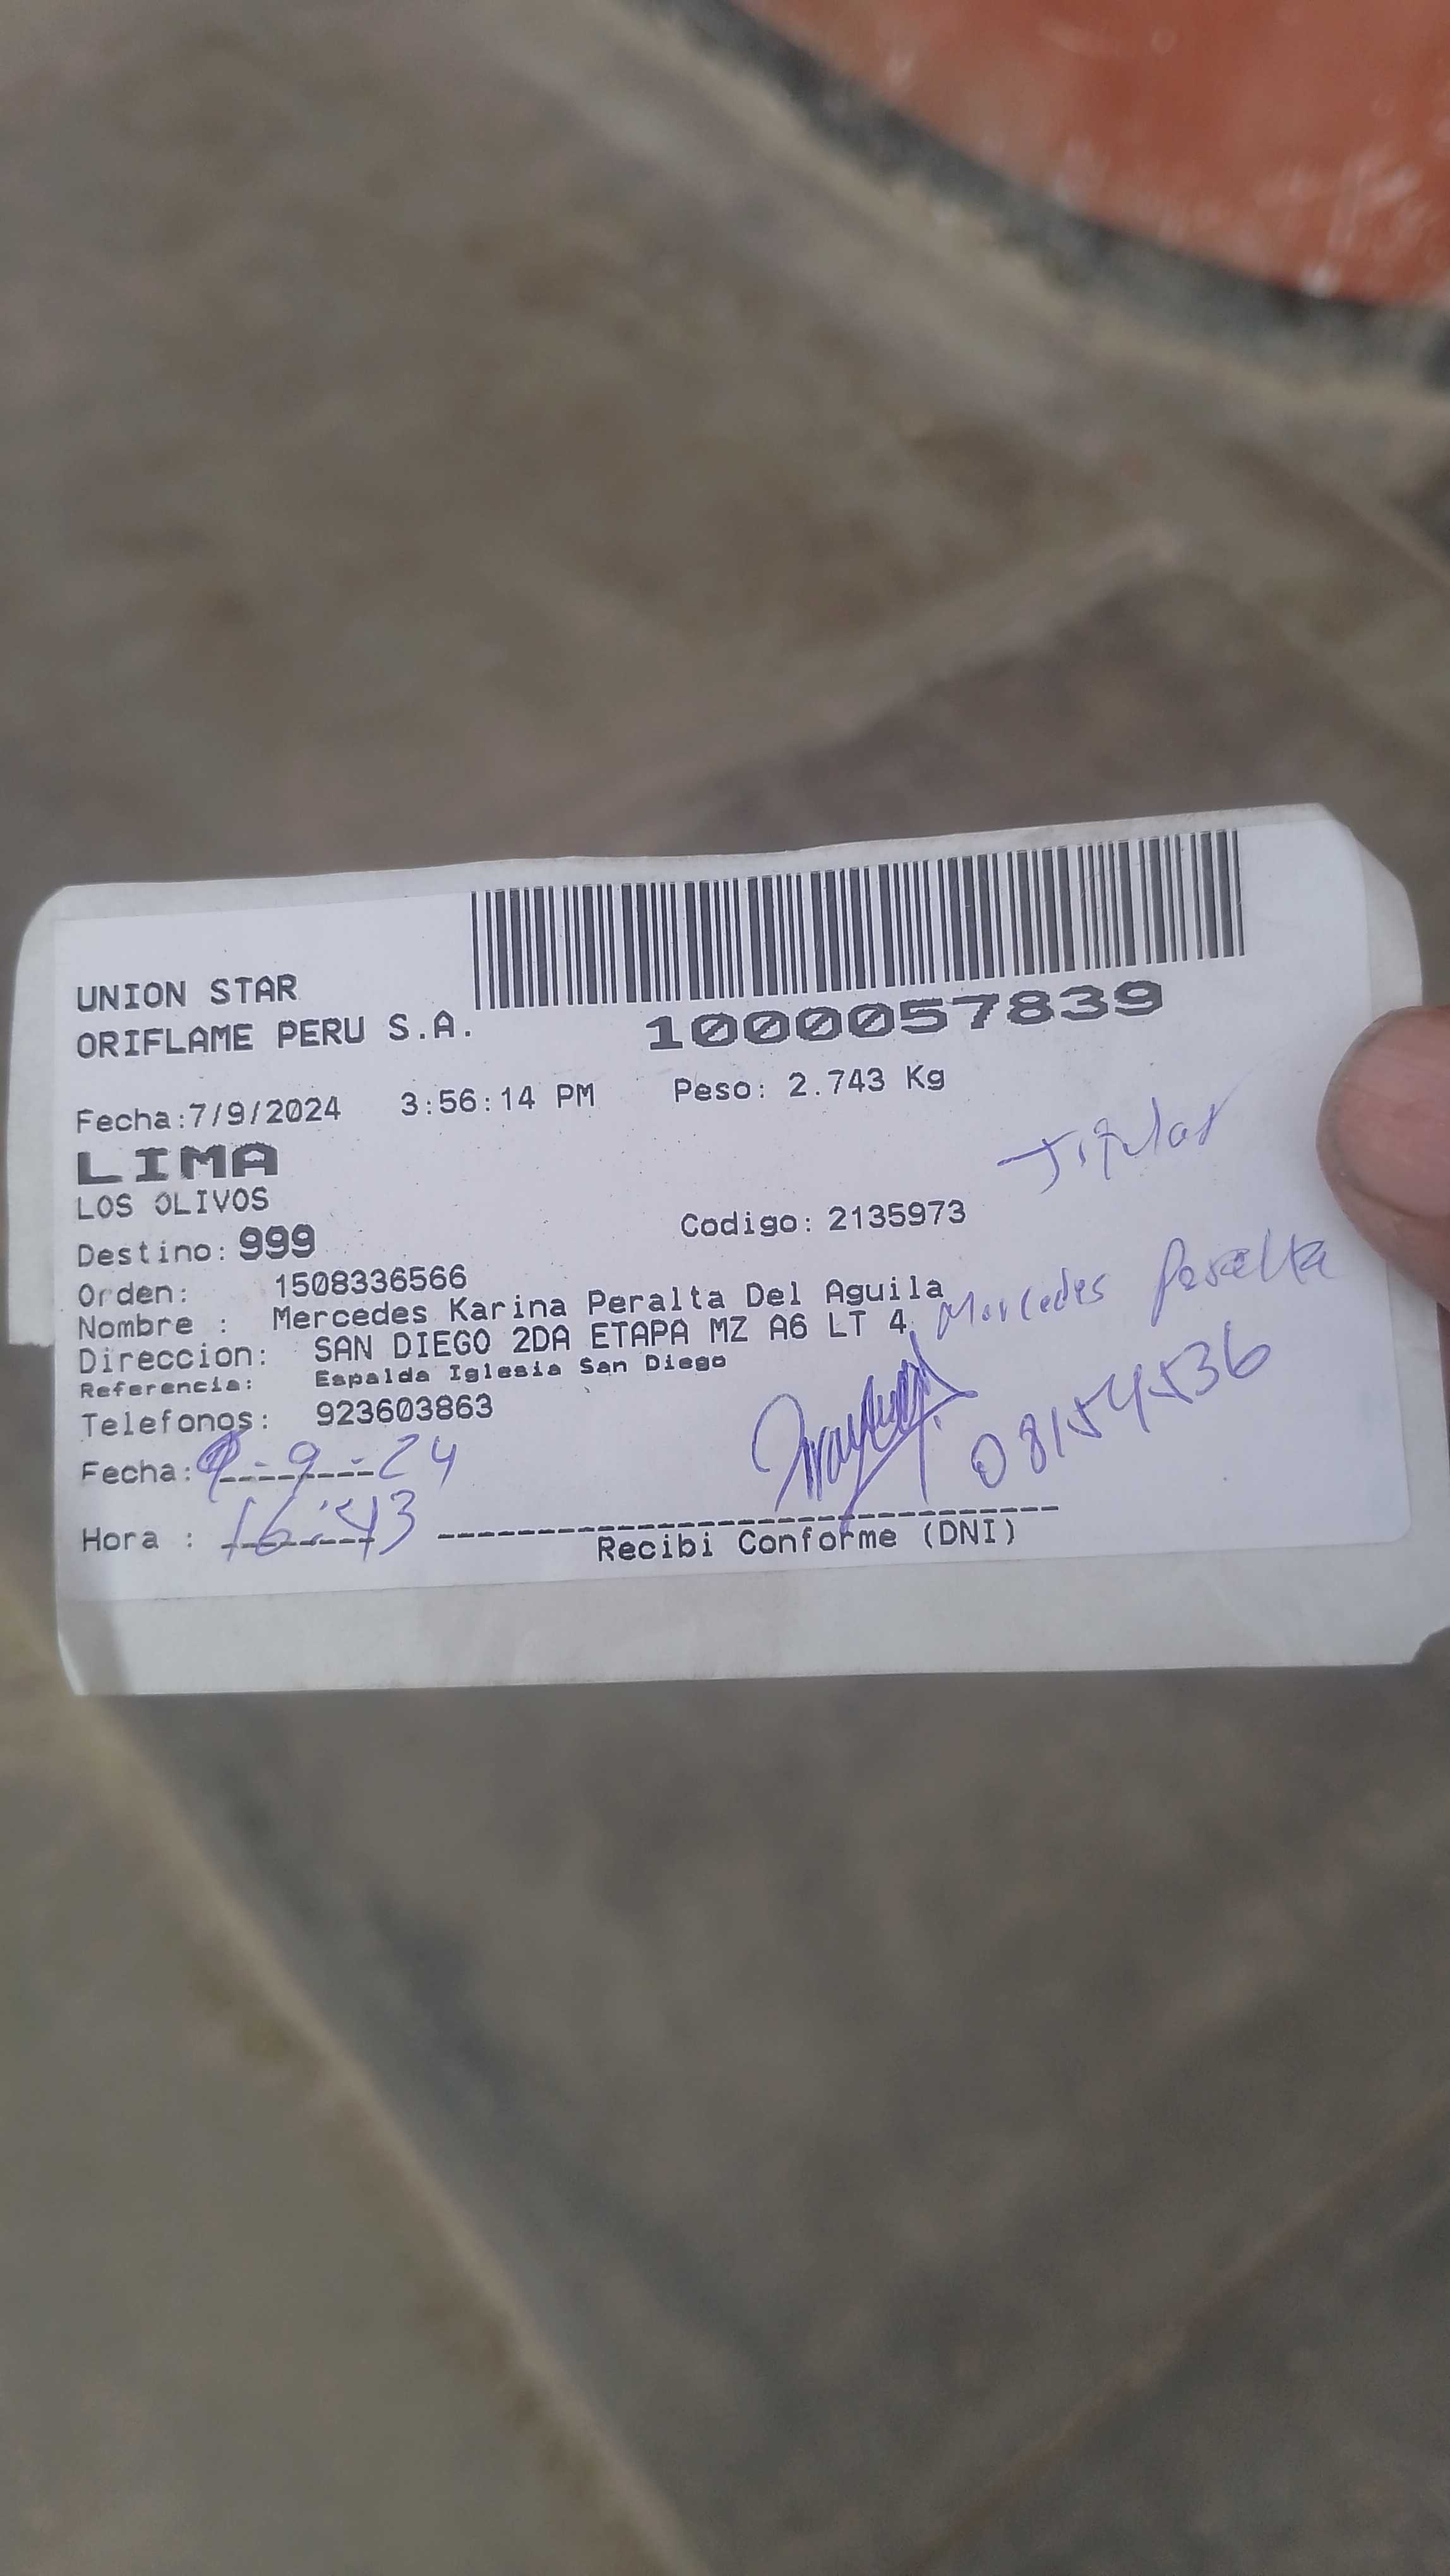 UNION STAR
ORIFLAME PERU S.A.
1000057839
Fecha:7/9/2024 3:56:14 PM Peso: 2.743 Kg
LIMA
Titular
LOS OLIVOS
Destino: 999 Codigo: 2135973
Orden: 1508336566
Nombre : Mercedes Karina Peralta Del Aguila
Direccion: SAN DIEGO 2DA ETAPA MZ A6 LT 4
Mercedes Peralta
Referencia: Espalda Iglesia San Diego
Telefonos: 923603863
08154536
Fecha: 9-9-24
Hora : 16:43
Recibi Conforme (DNI)